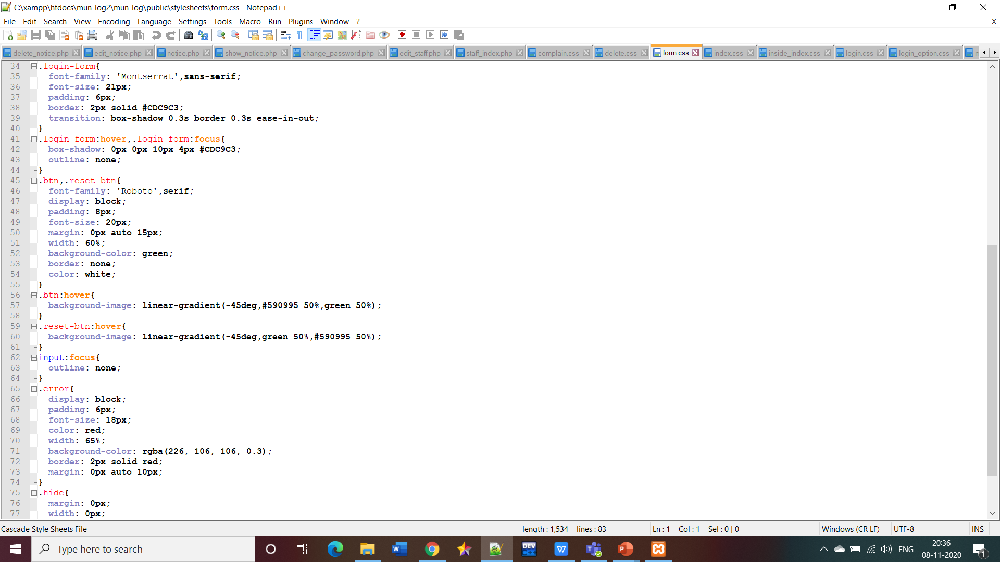 C:\xampp\htdocs\mun_log2\mun_log\public\stylesheets\form.css - Notepad++
File Edit Search View Encoding Language Settings Tools Macro Run Plugins Window ? X
delete_notice.php edit_notice.php notice.php show_notice.php change_password.php edit_staff.php staff_index.php complain.css delete.css form.css index.css inside_index.css login.css login_option.css
34 .login-form{
35 font-family: 'Montserrat',sans-serif;
36 font-size: 21px;
37 padding: 6px;
38 border: 2px solid #CDC9C3;
39 transition: box-shadow 0.3s border 0.3s ease-in-out;
40 }
41 .login-form:hover,.login-form:focus{
42 box-shadow: 0px 0px 10px 4px #CDC9C3;
43 outline: none;
44 }
45 .btn,.reset-btn{
46 font-family: 'Roboto',serif;
47 display: block;
48 padding: 8px;
49 font-size: 20px;
50 margin: 0px auto 15px;
51 width: 60%;
52 background-color: green;
53 border: none;
54 color: white;
55 }
56 .btn:hover{
57 background-image: linear-gradient(-45deg,#590995 50%,green 50%);
58 }
59 .reset-btn:hover{
60 background-image: linear-gradient(-45deg,green 50%,#590995 50%);
61 }
62 input:focus{
63 outline: none;
64 }
65 .error{
66 display: block;
67 padding: 6px;
68 font-size: 18px;
69 color: red;
70 width: 65%;
71 background-color: rgba(226, 106, 106, 0.3);
72 border: 2px solid red;
73 margin: 0px auto 10px;
74 }
75 .hide{
76 margin: 0px;
77 width: 0px;
Cascade Style Sheets File length : 1,534 lines : 83 Ln : 1 Col : 1 Sel : 0 | 0 Windows (CR LF) UTF-8 INS
Type here to search DEV ENG 20:36
08-11-2020 1